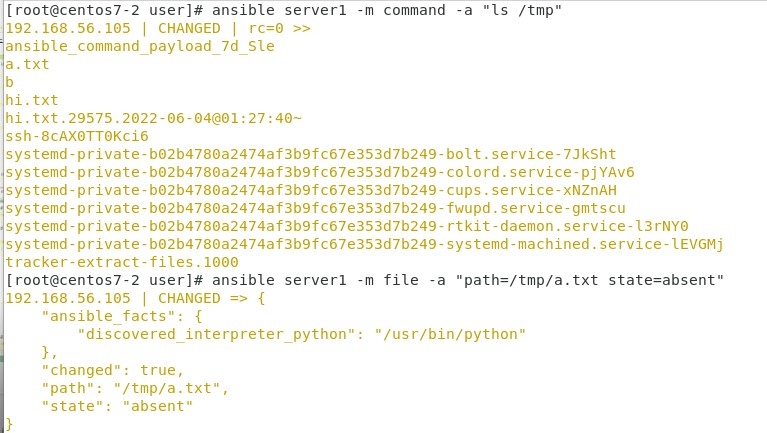 [root@centos7-2 user]# ansible server1 -m command -a "ls /tmp"
192.168.56.105 | CHANGED | rc=0 >>
ansible_command_payload_7d_Sle
a.txt
b
hi.txt
hi.txt.29575.2022-06-04@01:27:40~
ssh-8cAX0TT0Kci6
systemd-private-b02b4780a2474af3b9fc67e353d7b249-bolt.service-7JkSht
systemd-private-b02b4780a2474af3b9fc67e353d7b249-colord.service-pjYAv6
systemd-private-b02b4780a2474af3b9fc67e353d7b249-cups.service-xNZnAH
systemd-private-b02b4780a2474af3b9fc67e353d7b249-fwupd.service-gmtscu
systemd-private-b02b4780a2474af3b9fc67e353d7b249-rtkit-daemon.service-l3rNY0
systemd-private-b02b4780a2474af3b9fc67e353d7b249-systemd-machined.service-lEVGMj
tracker-extract-files.1000
[root@centos7-2 user]# ansible server1 -m file -a "path=/tmp/a.txt state=absent"
192.168.56.105 | CHANGED => {
    "ansible_facts": {
        "discovered_interpreter_python": "/usr/bin/python"
    },
    "changed": true,
    "path": "/tmp/a.txt",
    "state": "absent"
}